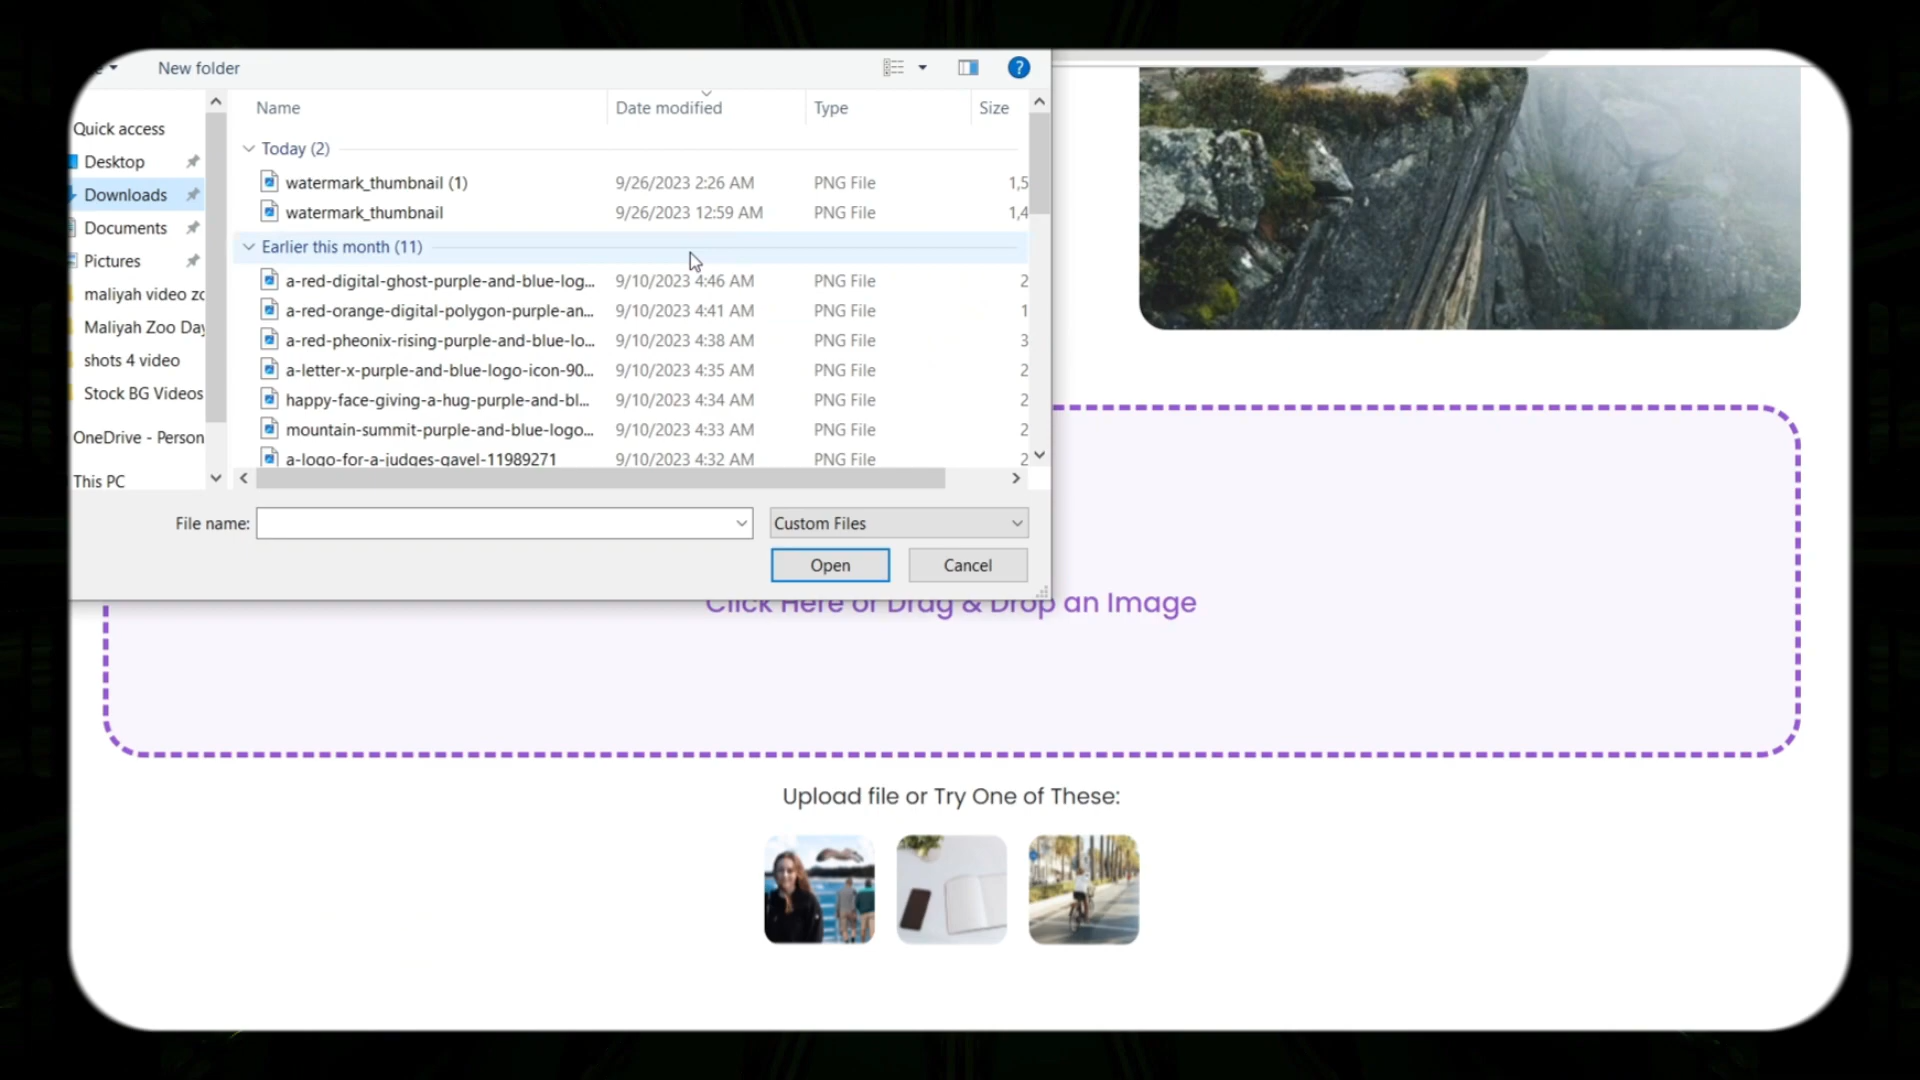 New folder
?
Name Date modified Type Size
Quick access
Desktop
Downloads
Documents
Pictures
maliyah video zo
Maliyah Zoo Day
shots 4 video
Stock BG Videos
OneDrive - Person
This PC
Today (2)
watermark_thumbnail (1) 9/26/2023 2:26 AM PNG File 1,5
watermark_thumbnail 9/26/2023 12:59 AM PNG File 1,4
Earlier this month (11)
a-red-digital-ghost-purple-and-blue-log... 9/10/2023 4:46 AM PNG File 2
a-red-orange-digital-polygon-purple-an... 9/10/2023 4:41 AM PNG File 1
a-red-pheonix-rising-purple-and-blue-lo... 9/10/2023 4:38 AM PNG File 3
a-letter-x-purple-and-blue-logo-icon-90... 9/10/2023 4:35 AM PNG File 2
happy-face-giving-a-hug-purple-and-bl... 9/10/2023 4:34 AM PNG File 2
mountain-summit-purple-and-blue-logo... 9/10/2023 4:33 AM PNG File 2
a-logo-for-a-judges-gavel-11989271 9/10/2023 4:32 AM PNG File 2
File name: Custom Files
Open Cancel
Click Here or Drag & Drop an Image
Upload file or Try One of These: